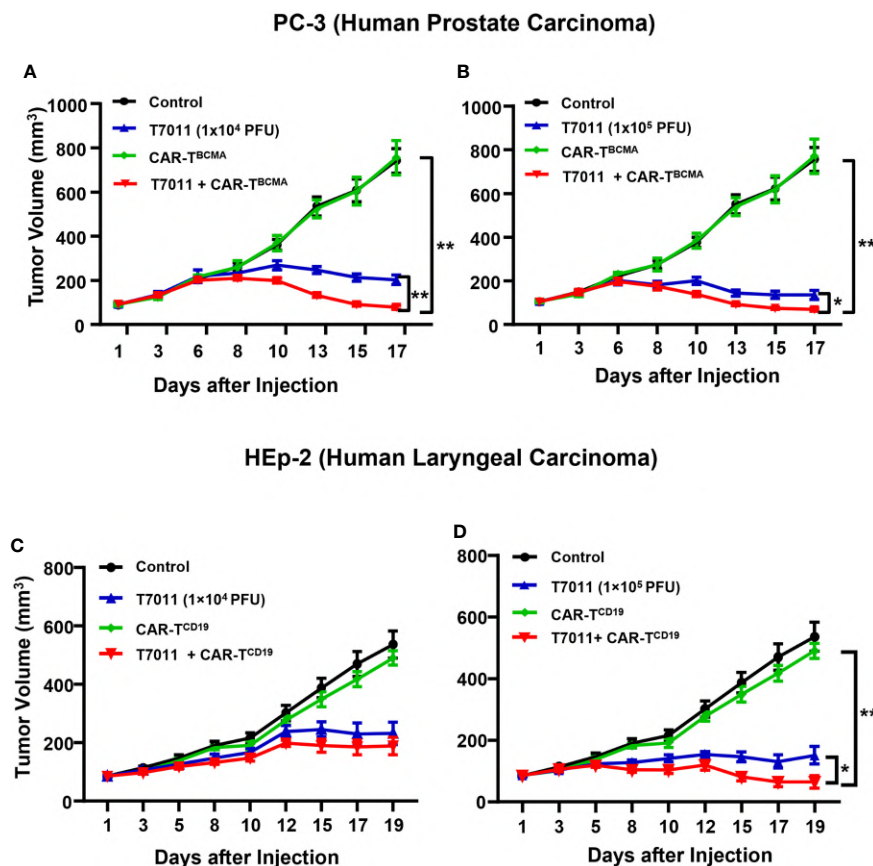 PC-3 (Human Prostate Carcinoma)
A
Control
T7011 (1x10⁴ PFU)
CAR-Tᴮᶜᴹᴬ
T7011 + CAR-Tᴮᶜᴹᴬ
Tumor Volume (mm³)
1000
800
600
400
200
0
**
**
1 3 6 8 10 13 15 17
Days after Injection
B
Control
T7011 (1x10⁵ PFU)
CAR-Tᴮᶜᴹᴬ
T7011 + CAR-Tᴮᶜᴹᴬ
1000
800
600
400
200
0
**
*
1 3 6 8 10 13 15 17
Days after Injection
HEp-2 (Human Laryngeal Carcinoma)
C
Control
T7011 (1×10⁴ PFU)
CAR-Tᶜᴰ¹⁹
T7011 + CAR-Tᶜᴰ¹⁹
Tumor Volume (mm³)
800
600
400
200
0
1 3 5 8 10 12 15 17 19
Days after Injection
D
Control
T7011 (1×10⁵ PFU)
CAR-Tᶜᴰ¹⁹
T7011+ CAR-Tᶜᴰ¹⁹
800
600
400
200
0
**
*
1 3 5 8 10 12 15 17 19
Days after Injection